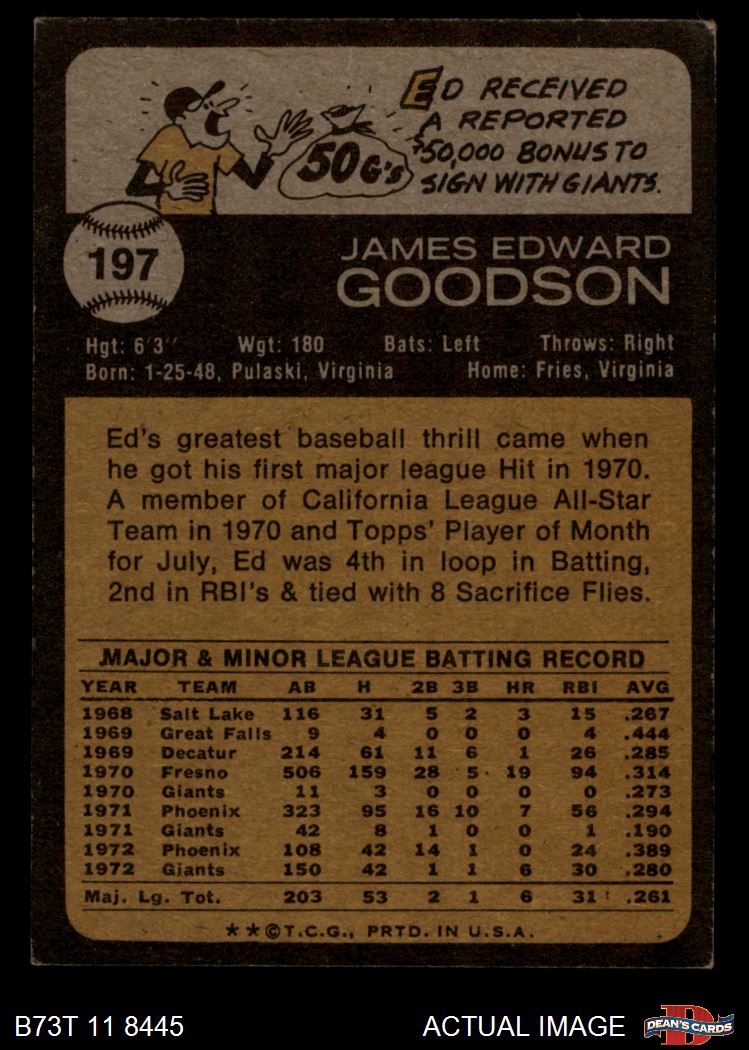 ED RECEIVED
A REPORTED
$50,000 BONUS TO
SIGN WITH GIANTS.
50 G's
197
JAMES EDWARD
GOODSON
Hgt: 6'3" Wgt: 180 Bats: Left Throws: Right
Born: 1-25-48, Pulaski, Virginia Home: Fries, Virginia
Ed's greatest baseball thrill came when
he got his first major league Hit in 1970.
A member of California League All-Star
Team in 1970 and Topps' Player of Month
for July, Ed was 4th in loop in Batting,
2nd in RBI's & tied with 8 Sacrifice Flies.
MAJOR & MINOR LEAGUE BATTING RECORD
YEAR TEAM AB H 2B 3B HR RBI AVG
1968 Salt Lake 116 31 5 2 3 15 .267
1969 Great Falls 9 4 0 0 0 4 .444
1969 Decatur 214 61 11 6 1 26 .285
1970 Fresno 506 159 28 5 19 94 .314
1970 Giants 11 3 0 0 0 0 .273
1971 Phoenix 323 95 16 10 7 56 .294
1971 Giants 42 8 1 0 0 1 .190
1972 Phoenix 108 42 14 1 0 24 .389
1972 Giants 150 42 1 1 6 30 .280
Maj. Lg. Tot. 203 53 2 1 6 31 .261
**©T.C.G., PRTD. IN U.S.A.
B73T 11 8445 ACTUAL IMAGE D DEAN'S CARDS